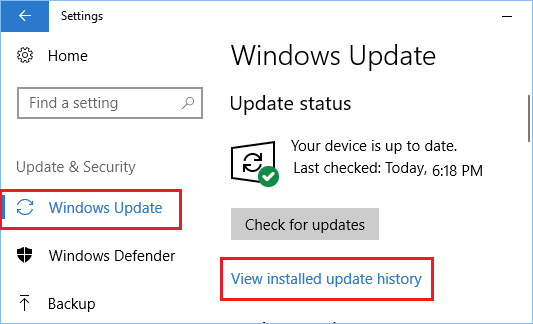 Settings
Home
Find a setting
Update & Security
Windows Update
Windows Defender
Backup
Windows Update
Update status
Your device is up to date.
Last checked: Today, 6:18 PM
Check for updates
View installed update history